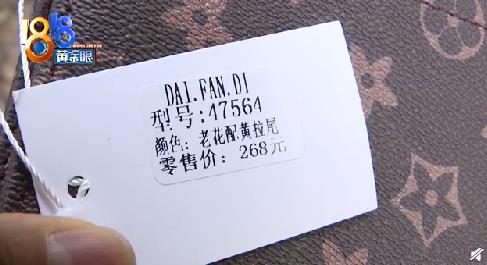 1818
黄金眼
DAI.FAN.DI
型号:47564
颜色: 老花配黄拉尾
零售价: 268元